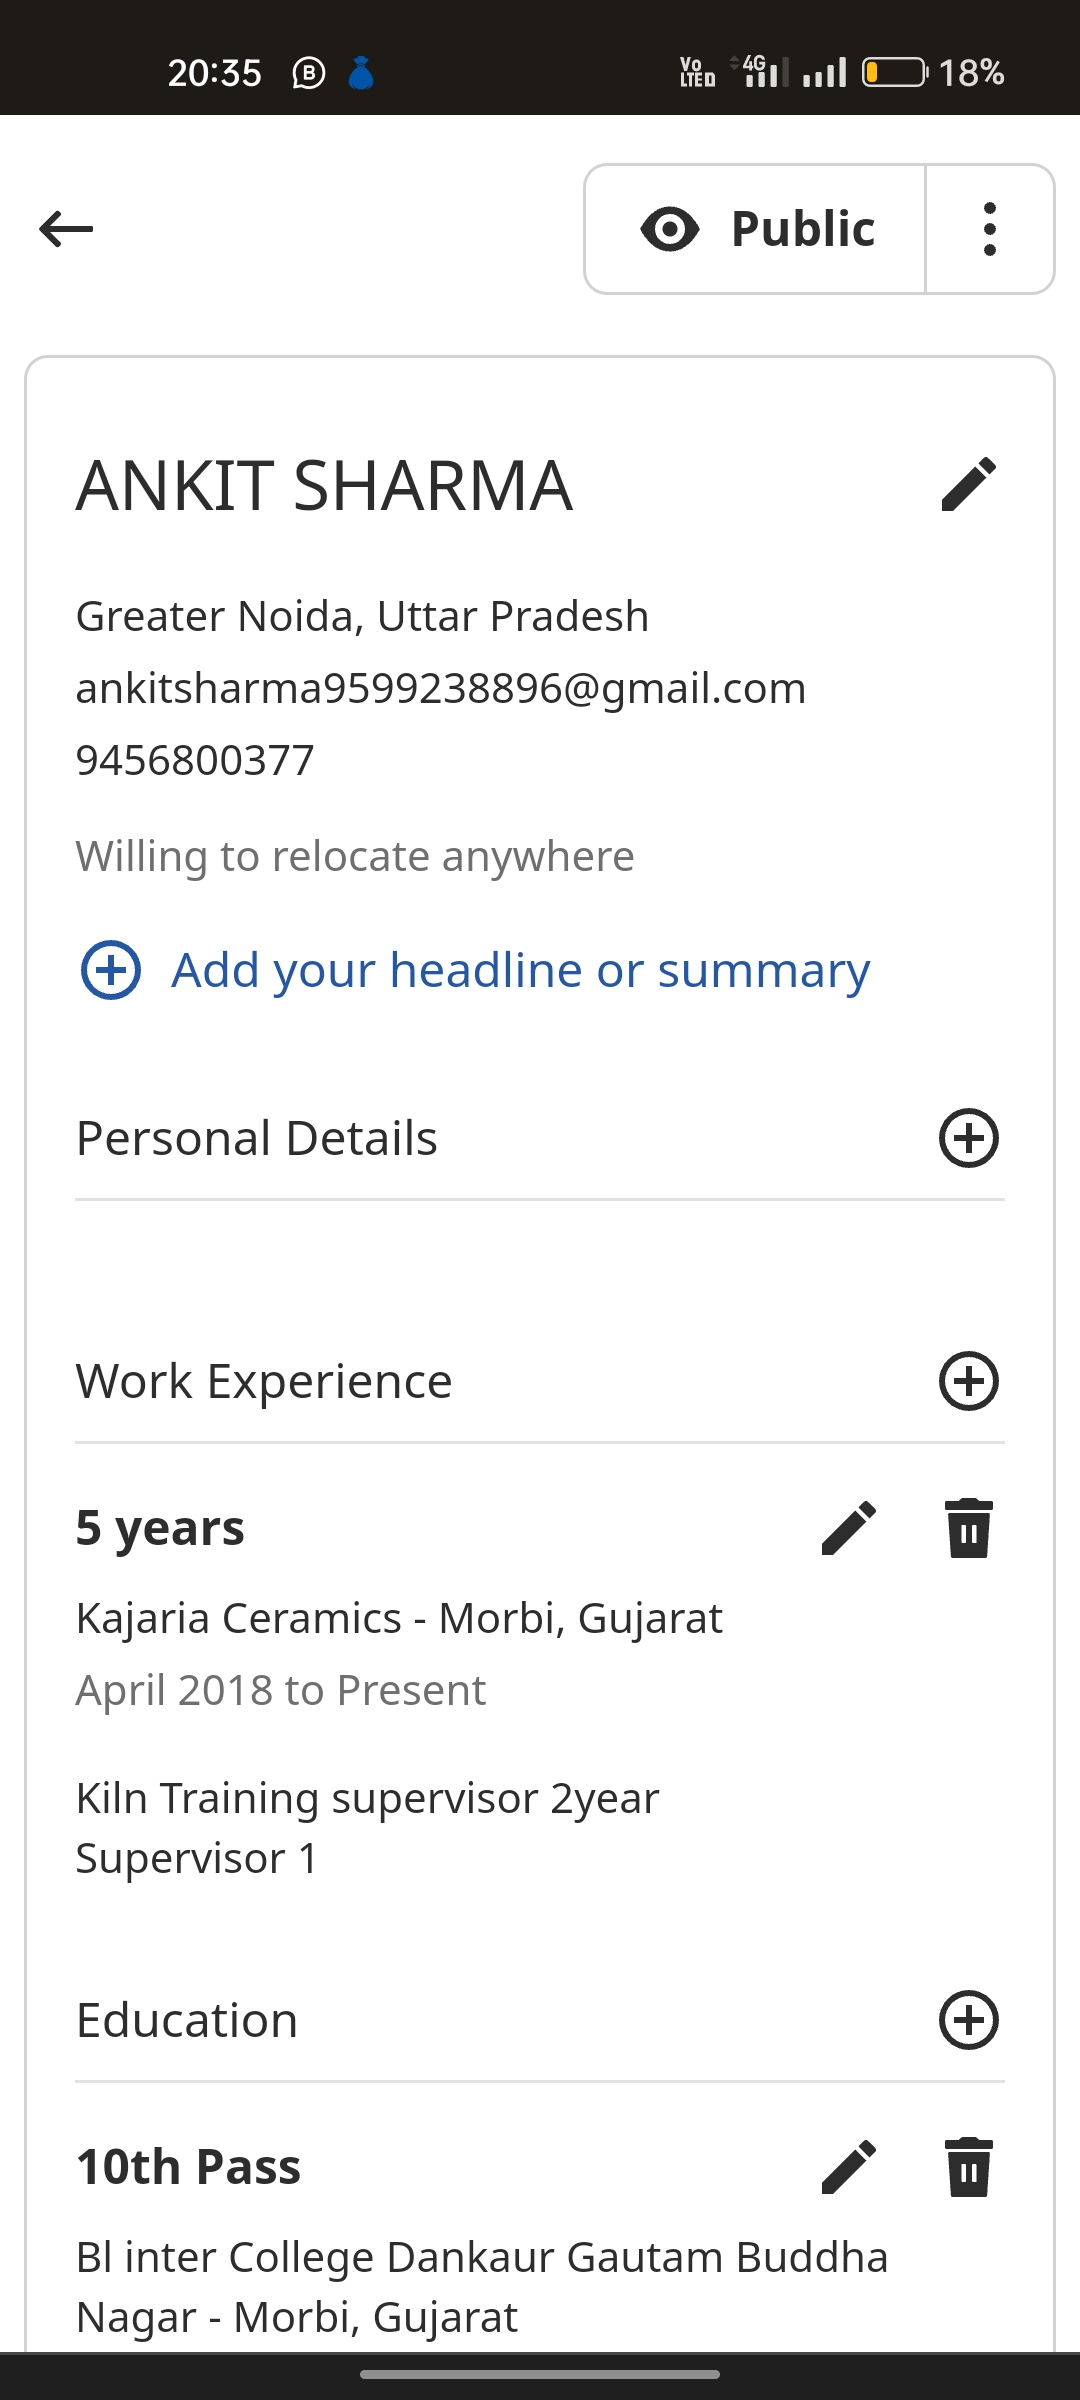 20:35
Vo LTED 4G 18%
Public
ANKIT SHARMA
Greater Noida, Uttar Pradesh
ankitsharma9599238896@gmail.com
9456800377
Willing to relocate anywhere
Add your headline or summary
Personal Details
Work Experience
5 years
Kajaria Ceramics - Morbi, Gujarat
April 2018 to Present
Kiln Training supervisor 2year
Supervisor 1
Education
10th Pass
Bl inter College Dankaur Gautam Buddha
Nagar - Morbi, Gujarat